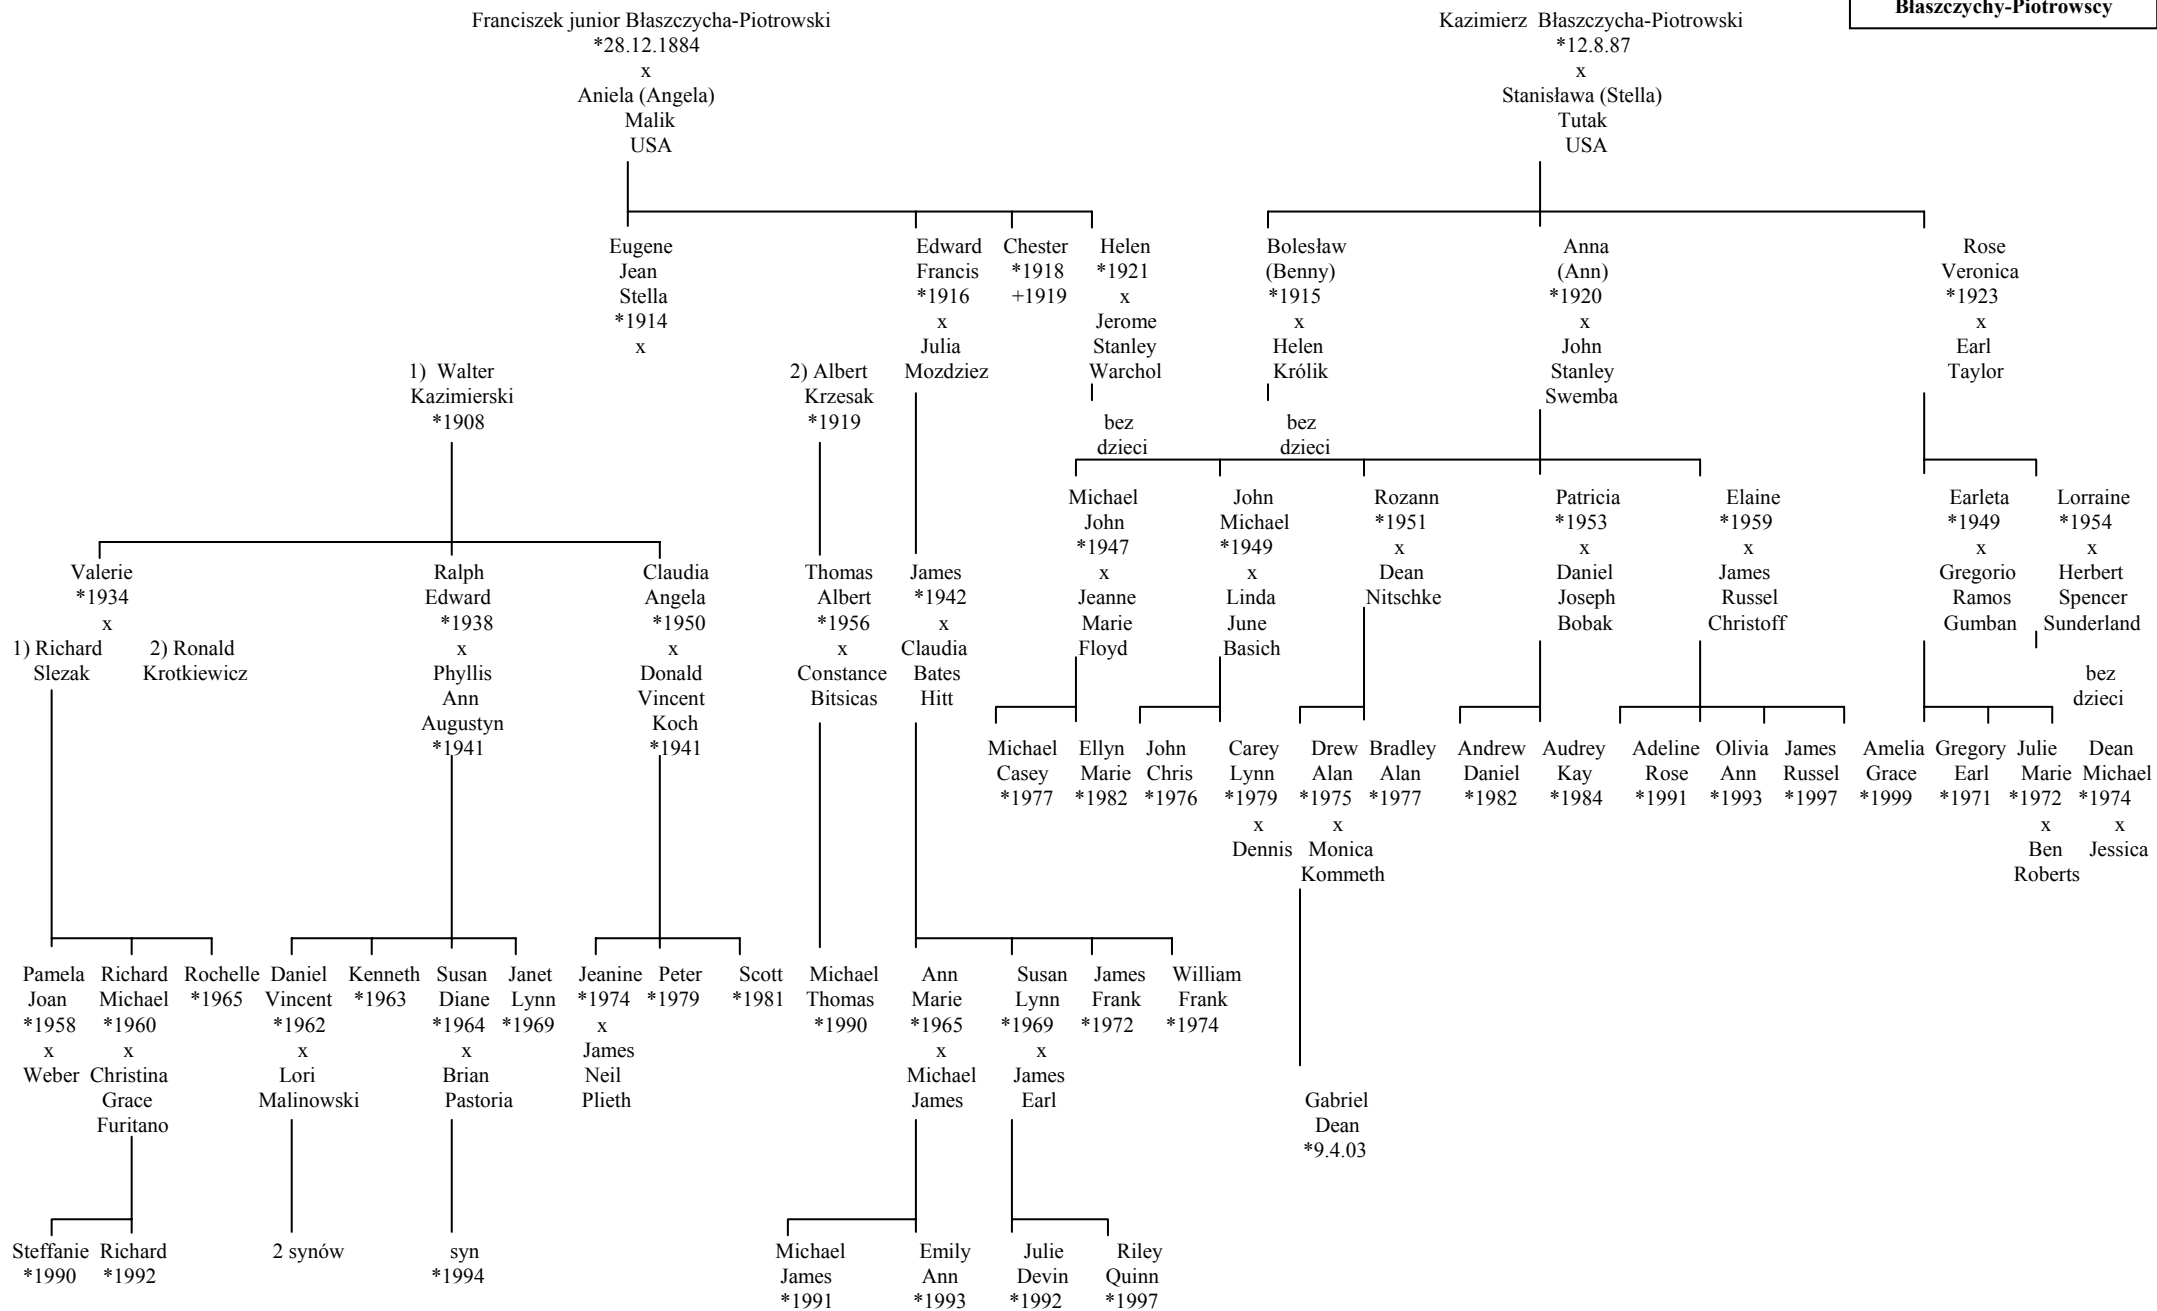 Błaszczychy-Piotrowscy
Franciszek junior Błaszczycha-Piotrowski
*28.12.1884
x
Aniela (Angela)
Malik
USA
Kazimierz Błaszczycha-Piotrowski
*12.8.87
x
Stanisława (Stella)
Tutak
USA
Eugene
Jean
Stella
*1914
x
Edward
Francis
*1916
x
Julia
Mozdziez
Chester
*1918
+1919
Helen
*1921
x
Jerome
Stanley
Warchol
bez
dzieci
Bolesław
(Benny)
*1915
x
Helen
Królik
bez
dzieci
Anna
(Ann)
*1920
x
John
Stanley
Swemba
Rose
Veronica
*1923
x
Earl
Taylor
1) Walter
Kazimierski
*1908
2) Albert
Krzesak
*1919
Michael
John
*1947
x
Jeanne
Marie
Floyd
John
Michael
*1949
x
Linda
June
Basich
Rozann
*1951
x
Dean
Nitschke
Patricia
*1953
x
Daniel
Joseph
Bobak
Elaine
*1959
x
James
Russel
Christoff
Earleta
*1949
x
Gregorio
Ramos
Gumban
Lorraine
*1954
x
Herbert
Spencer
Sunderland
bez
dzieci
Valerie
*1934
x
1) Richard
Slezak
2) Ronald
Krotkiewicz
Ralph
Edward
*1938
x
Phyllis
Ann
Augustyn
*1941
Claudia
Angela
*1950
x
Donald
Vincent
Koch
*1941
Thomas
Albert
*1956
x
Constance
Bitsicas
James
*1942
x
Claudia
Bates
Hitt
Michael
Casey
*1977
Ellyn
Marie
*1982
John
Chris
*1976
Carey
Lynn
*1979
x
Dennis
Drew
Alan
*1975
x
Monica
Kommeth
Bradley
Alan
*1977
Andrew
Daniel
*1982
Audrey
Kay
*1984
Adeline
Rose
*1991
Olivia
Ann
*1993
James
Russel
*1997
Amelia
Grace
*1999
Gregory
Earl
*1971
Julie
Marie
*1972
x
Ben
Roberts
Dean
Michael
*1974
x
Jessica
Pamela
Joan
*1958
x
Weber
Richard
Michael
*1960
x
Christina
Grace
Furitano
Rochelle
*1965
Daniel
Vincent
*1962
x
Lori
Malinowski
Kenneth
*1963
Susan
Diane
*1964
x
Brian
Pastoria
Janet
Lynn
*1969
Jeanine
*1974
x
James
Neil
Plieth
Peter
*1979
Scott
*1981
Michael
Thomas
*1990
Ann
Marie
*1965
x
Michael
James
Susan
Lynn
*1969
x
James
Earl
James
Frank
*1972
William
Frank
*1974
Gabriel
Dean
*9.4.03
Steffanie
*1990
Richard
*1992
2 synów
syn
*1994
Michael
James
*1991
Emily
Ann
*1993
Julie
Devin
*1992
Riley
Quinn
*1997